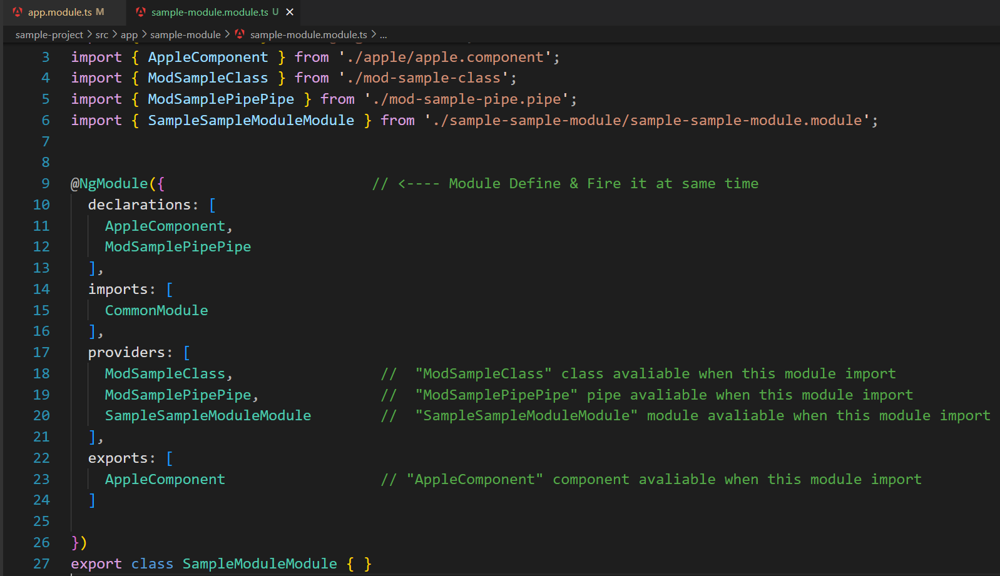 app.module.ts M sample-module.module.ts U ×
sample-project > src > app > sample-module > sample-module.module.ts > ...
3 import { AppleComponent } from './apple/apple.component';
4 import { ModSampleClass } from './mod-sample-class';
5 import { ModSamplePipePipe } from './mod-sample-pipe.pipe';
6 import { SampleSampleModuleModule } from './sample-sample-module/sample-sample-module.module';
7
8
9 @NgModule({ // <---- Module Define & Fire it at same time
10 declarations: [
11 AppleComponent,
12 ModSamplePipePipe
13 ],
14 imports: [
15 CommonModule
16 ],
17 providers: [
18 ModSampleClass, // "ModSampleClass" class avaliable when this module import
19 ModSamplePipePipe, // "ModSamplePipePipe" pipe avaliable when this module import
20 SampleSampleModuleModule // "SampleSampleModuleModule" module avaliable when this module import
21 ],
22 exports: [
23 AppleComponent // "AppleComponent" component avaliable when this module import
24 ]
25
26 })
27 export class SampleModuleModule { }